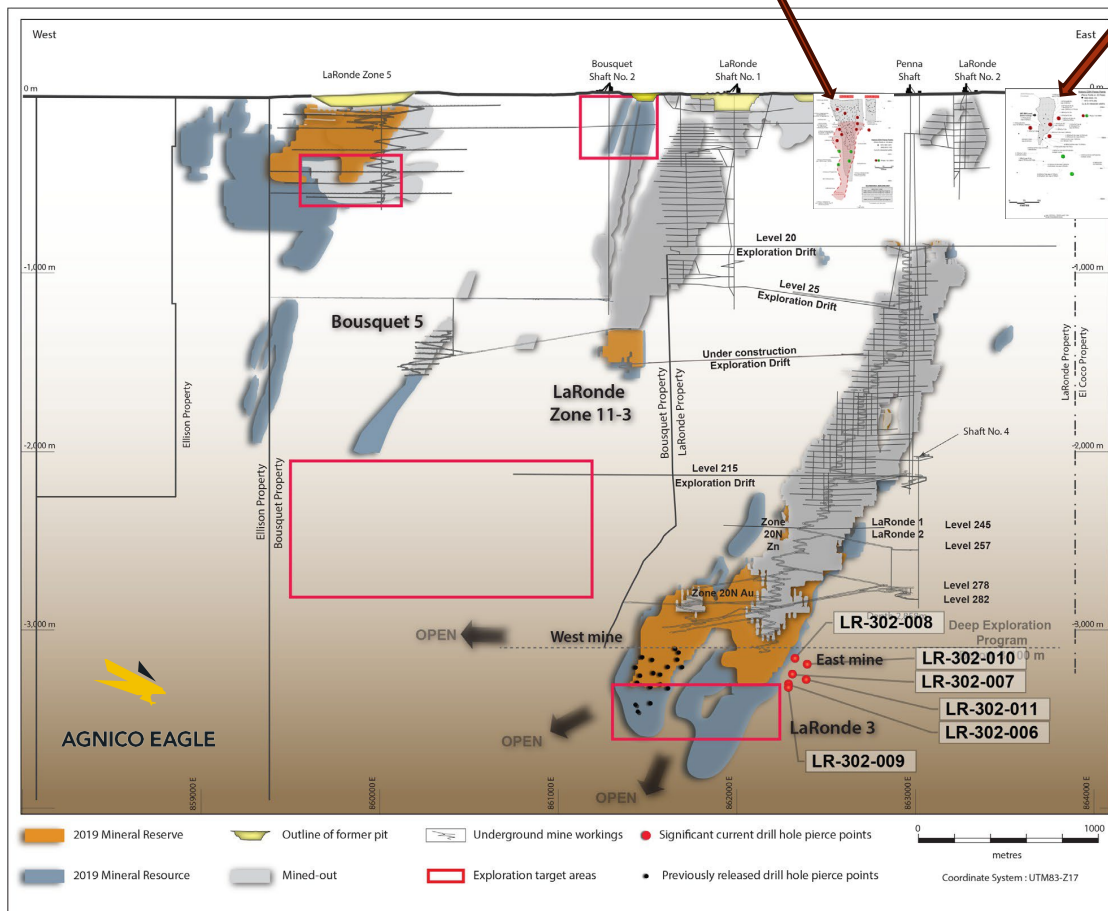 West
East
LaRonde Zone 5
Bousquet
Shaft No. 2
LaRonde
Shaft No. 1
Penna
Shaft
LaRonde
Shaft No. 2
0 m
0 m
Level 20
Exploration Drift
-1,000 m
-1,000 m
Level 25
Exploration Drift
Bousquet 5
Under construction
Exploration Drift
LaRonde
Zone 11-3
Ellison Property
Bousquet Property
LaRonde Property
LaRonde Property
El Coco Property
Shaft No. 4
-2,000 m
-2,000 m
Level 215
Exploration Drift
Ellison Property
Bousquet Property
Zone
20N
Zn
LaRonde 1
LaRonde 2
Level 245
Level 257
Level 278
Level 282
Zone 20N Au
-3,000 m
-3,000 m
LR-302-008
Deep Exploration
Program
OPEN
West mine
East mine
LR-302-010
LR-302-007
LR-302-011
LaRonde 3
LR-302-006
OPEN
LR-302-009
AGNICO EAGLE
OPEN
859000 E
860000 E
861000 E
862000 E
863000 E
864000 E
2019 Mineral Reserve
Outline of former pit
Underground mine workings
Significant current drill hole pierce points
0
1000
metres
2019 Mineral Resource
Mined-out
Exploration target areas
Previously released drill hole pierce points
Coordinate System : UTM83-Z17